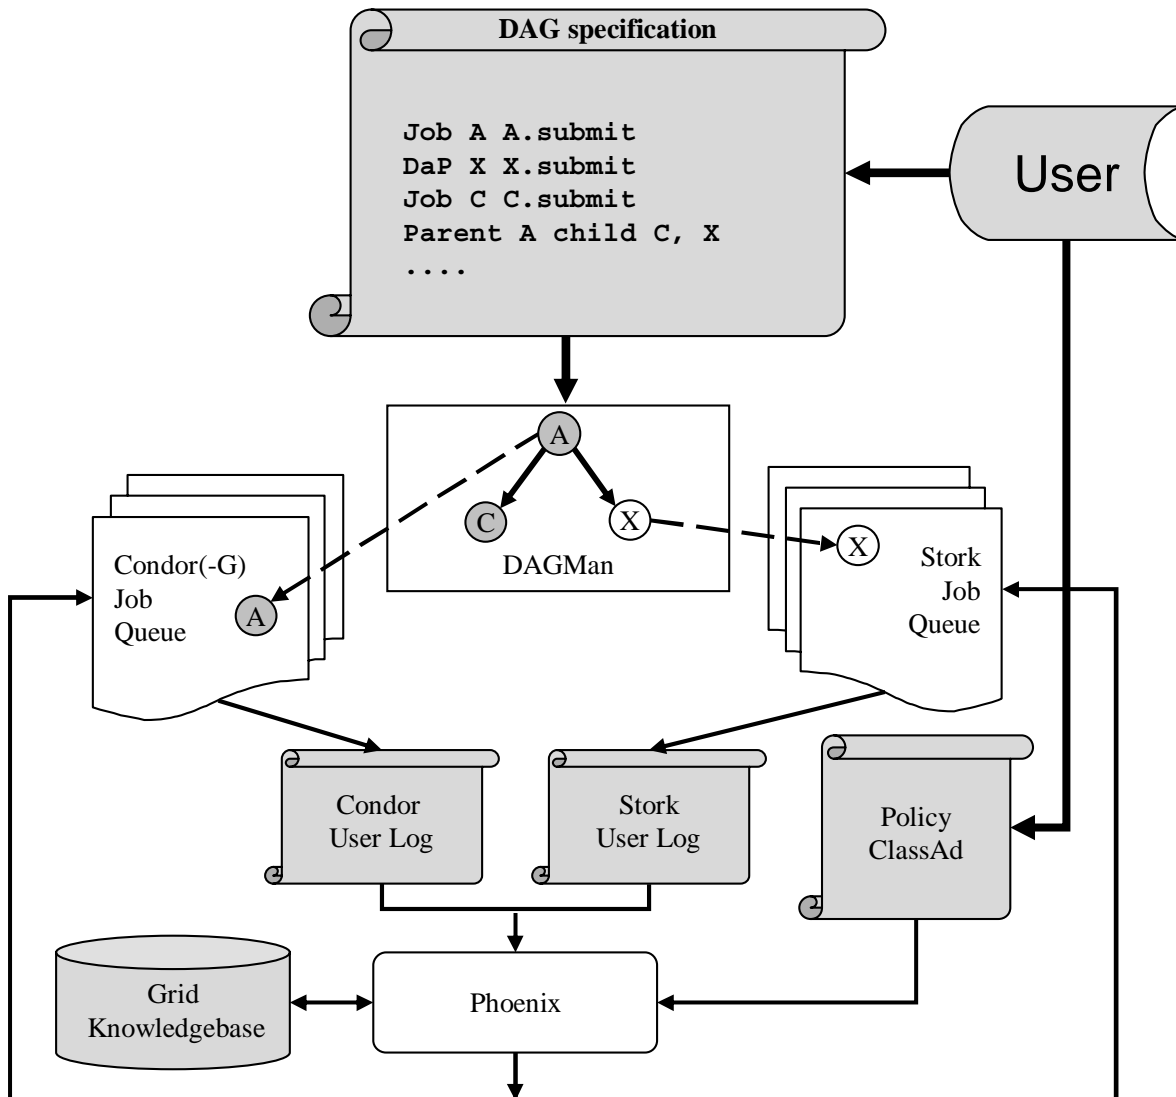 DAG specification
Job A A.submit
DaP X X.submit
Job C C.submit
Parent A child C, X
....
User
A
C
X
DAGMan
Condor(-G)
Job
Queue
A
X
Stork
Job
Queue
Condor
User Log
Stork
User Log
Policy
ClassAd
Grid
Knowledgebase
Phoenix